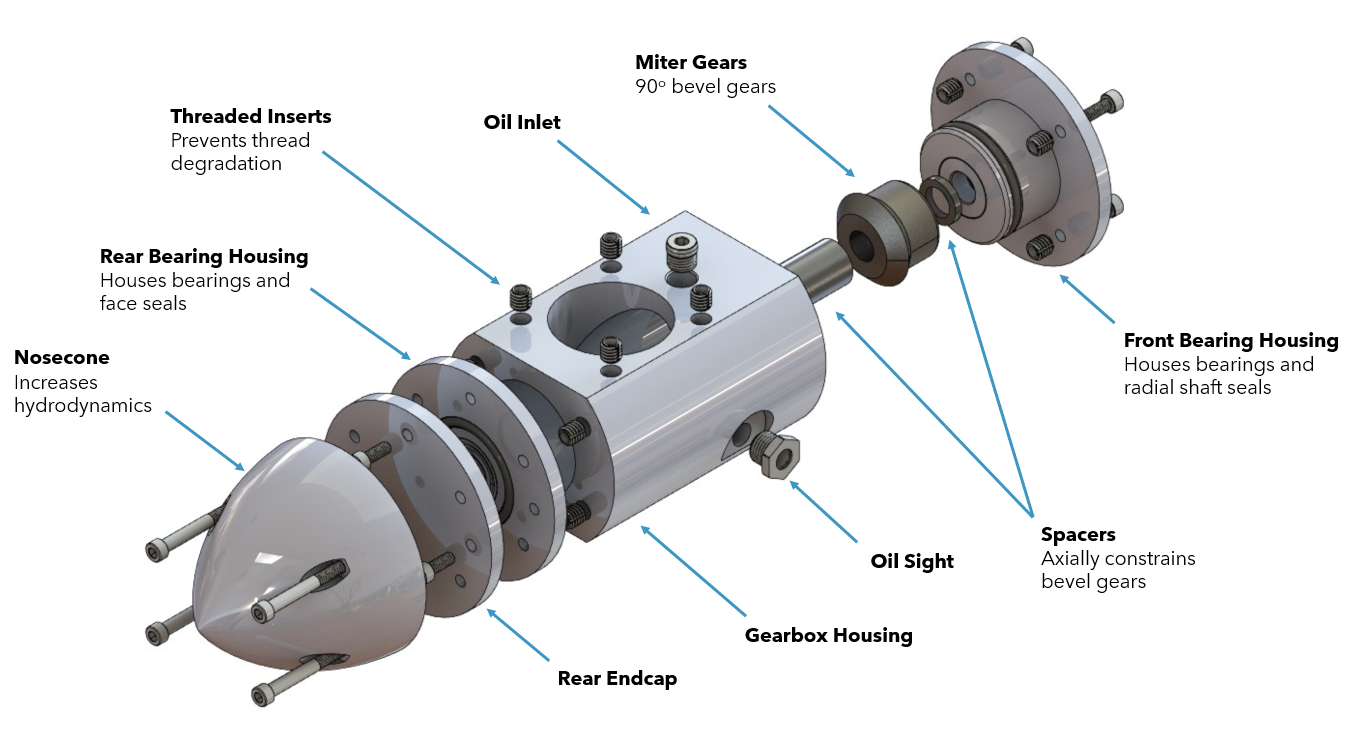 Miter Gears
90º bevel gears
Threaded Inserts
Prevents thread
degradation
Oil Inlet
Rear Bearing Housing
Houses bearings and
face seals
Nosecone
Increases
hydrodynamics
Front Bearing Housing
Houses bearings and
radial shaft seals
Spacers
Axially constrains
bevel gears
Oil Sight
Gearbox Housing
Rear Endcap